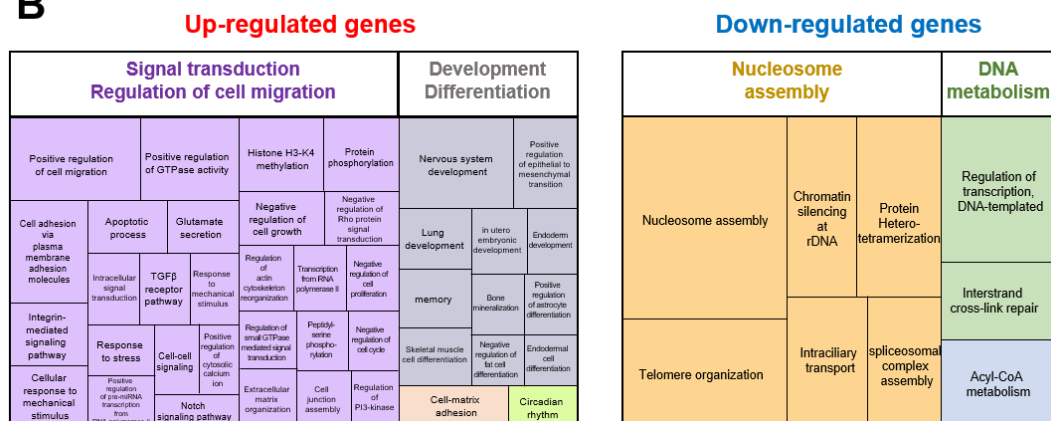 B
Up-regulated genes
Down-regulated genes
Signal transduction
Regulation of cell migration
Development
Differentiation
Nucleosome
assembly
DNA
metabolism
Positive regulation
of cell migration
Positive regulation
of GTPase activity
Histone H3-K4
methylation
Protein
phosphorylation
Cell adhesion
via
plasma
membrane
adhesion
molecules
Apoptotic
process
Glutamate
secretion
Negative
regulation of
cell growth
Negative
regulation of
Rho protein
signal
transduction
Intracellular
signal
transduction
TGFβ
receptor
pathway
Response
to
mechanical
stimulus
Regulation
of
actin
cytoskeleton
reorganization
Transcription
from RNA
polymerase II
Negative
regulation of
cell
proliferation
Integrin-
mediated
signaling
pathway
Response
to stress
Cell-cell
signaling
Positive
regulation
of
cytosolic
calcium
ion
Regulation of
small GTPase
mediated signal
transduction
Peptidyl-
serine
phospho-
rylation
Negative
regulation of
cell cycle
Cellular
response to
mechanical
stimulus
Positive
regulation
of pre-miRNA
transcription
from
Notch
signaling pathway
Extracellular
matrix
organization
Cell
junction
assembly
Regulation
of
PI3-kinase
Nervous system
development
Positive
regulation
of epithelial to
mesenchymal
transition
Lung
development
in utero
embryonic
development
Endoderm
development
memory
Bone
mineralization
Positive
regulation
of astrocyte
differentiation
Skeletal muscle
cell differentiation
Negative
regulation of
fat cell
differentiation
Endodermal
cell
differentiation
Cell-matrix
adhesion
Circadian
rhythm
Nucleosome assembly
Chromatin
silencing
at
rDNA
Protein
Hetero-
tetramerization
Telomere organization
Intraciliary
transport
spliceosomal
complex
assembly
Regulation of
transcription,
DNA-templated
Interstrand
cross-link repair
Acyl-CoA
metabolism